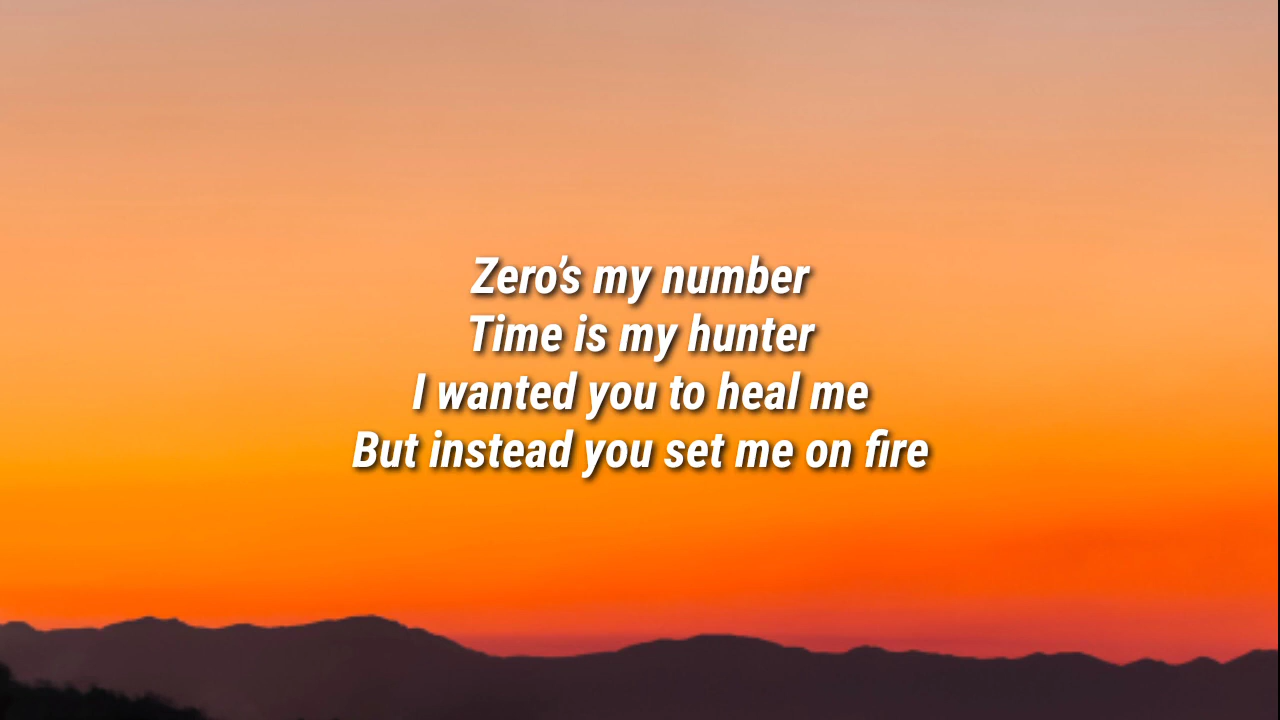 Zero’s my number
Time is my hunter
I wanted you to heal me
But instead you set me on fire